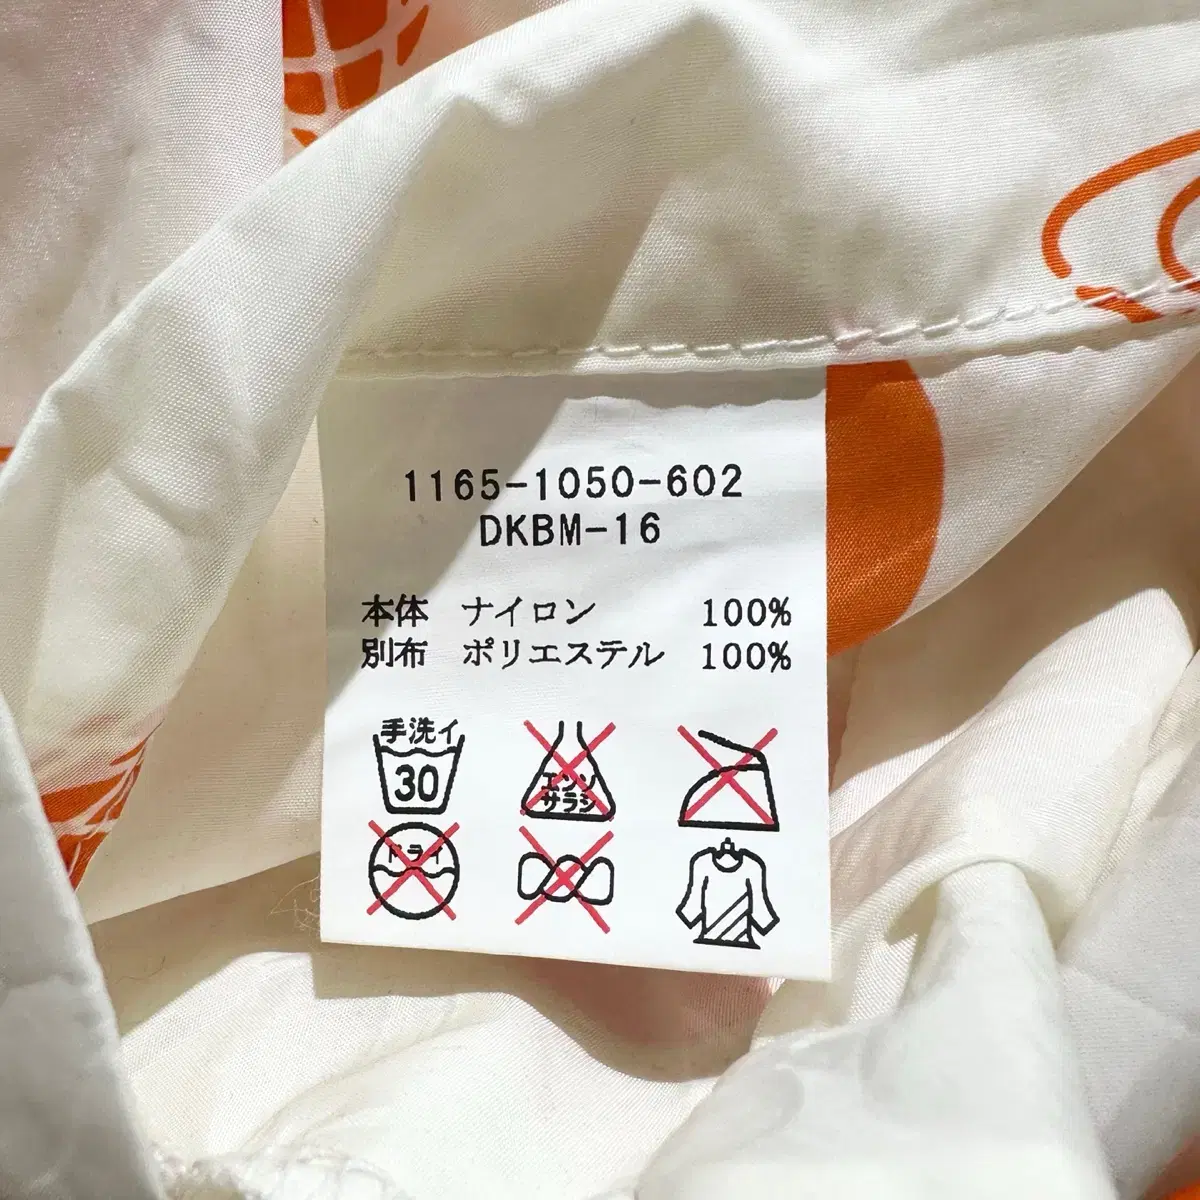 1165-1050-602
DKBM-16
本体 ナイロン 100%
別布 ポリエステル 100%
手洗イ
30
エンソ
サラシ
ドライ